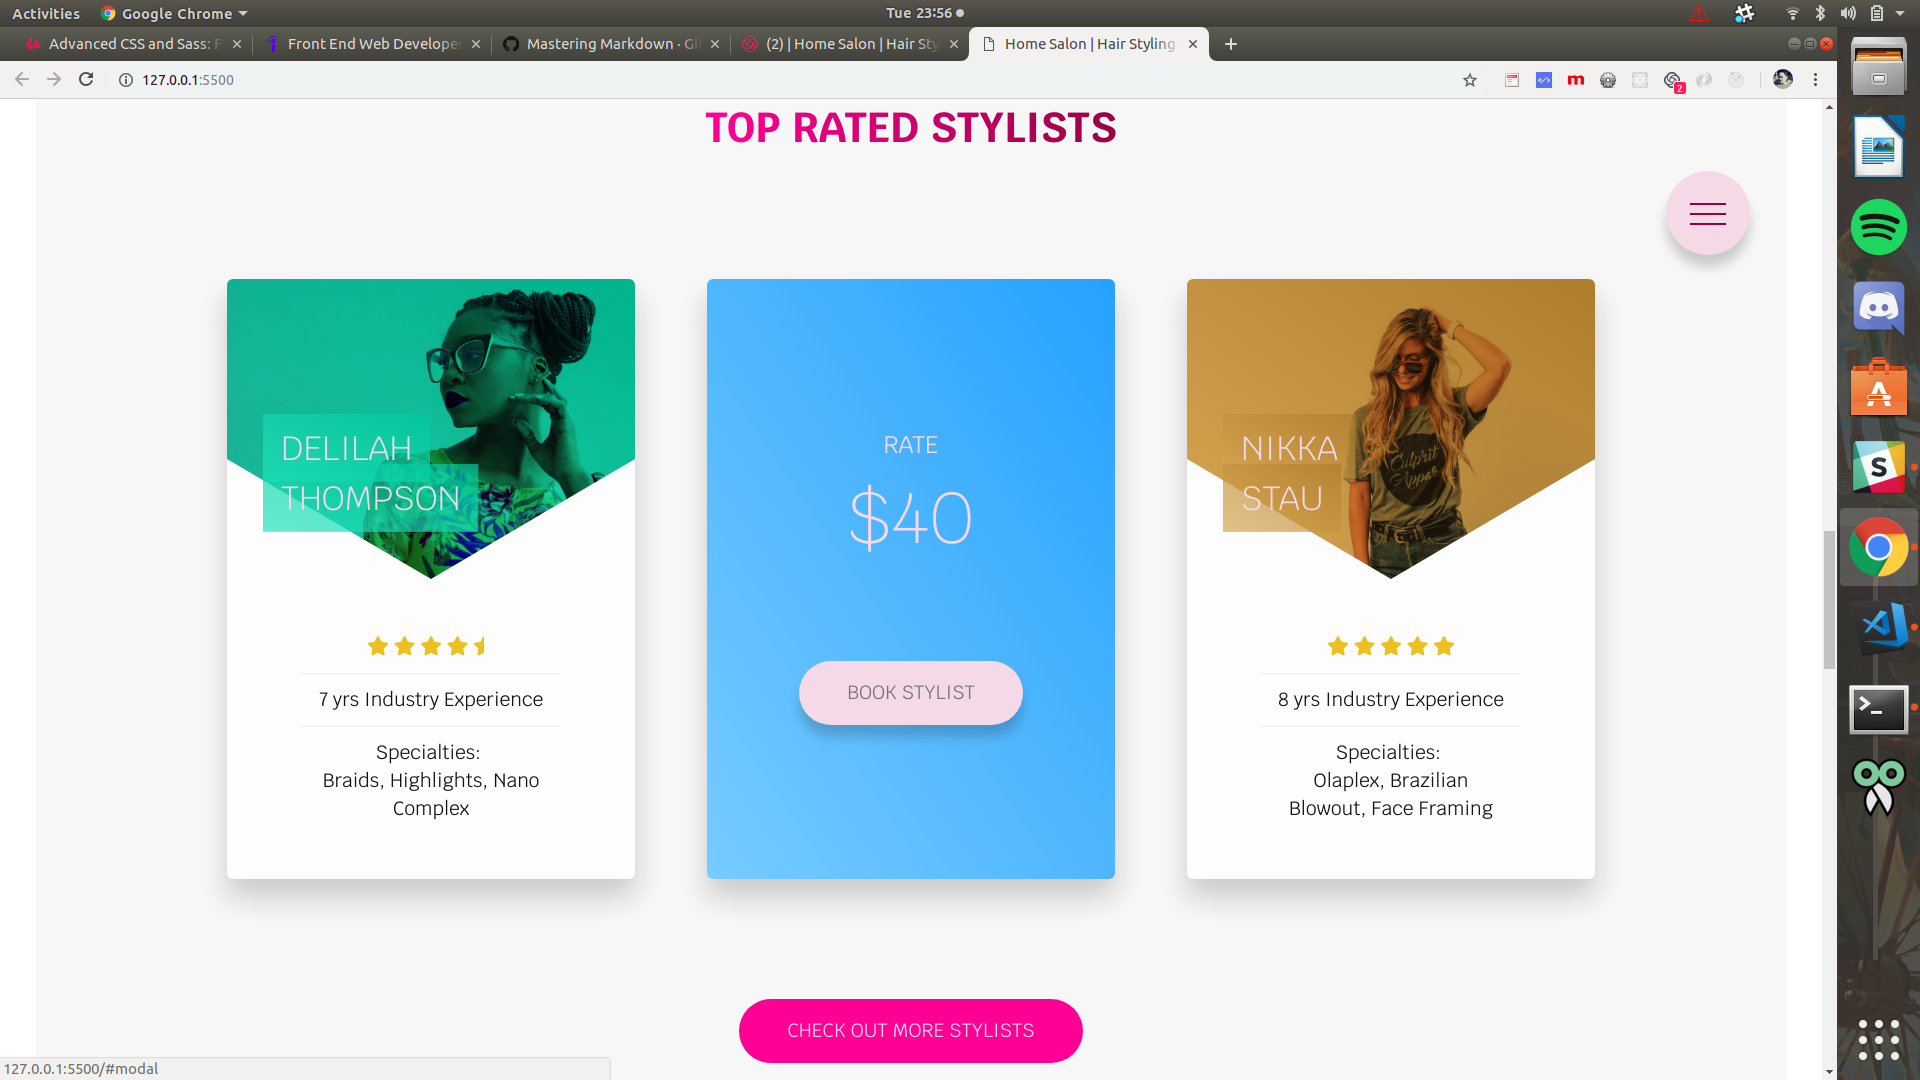 Activities
Google Chrome
Tue 23:56
Advanced CSS and Sass: F
Front End Web Develope
Mastering Markdown · Gi
(2) | Home Salon | Hair Sty
Home Salon | Hair Styling
127.0.0.1:5500
2
TOP RATED STYLISTS
DELILAH
THOMPSON
7 yrs Industry Experience
Specialties:
Braids, Highlights, Nano
Complex
RATE
$40
BOOK STYLIST
NIKKA
STAU
Culprit
Apparel
8 yrs Industry Experience
Specialties:
Olaplex, Brazilian
Blowout, Face Framing
CHECK OUT MORE STYLISTS
127.0.0.1:5500/#modal